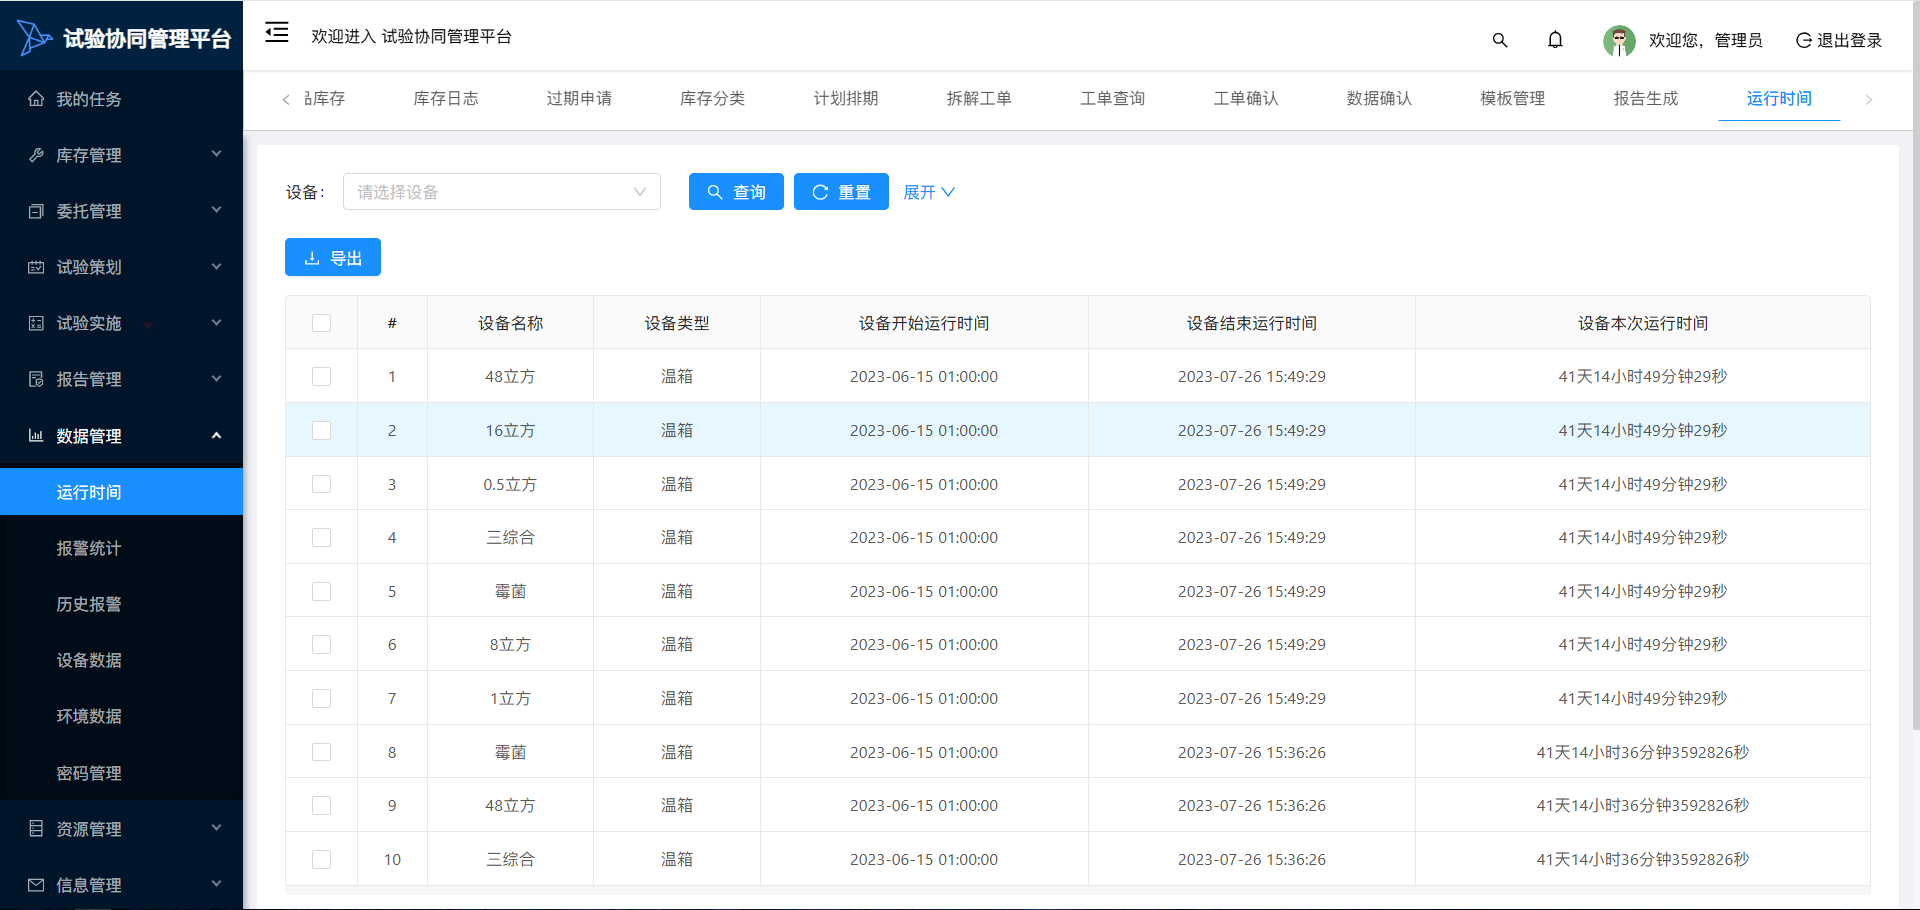 试验协同管理平台
欢迎进入 试验协同管理平台
欢迎您，管理员
退出登录
我的任务
库存管理
委托管理
试验策划
试验实施
报告管理
数据管理
运行时间
报警统计
历史报警
设备数据
环境数据
密码管理
资源管理
信息管理
库存 库存日志 过期申请 库存分类 计划排期 拆解工单 工单查询 工单确认 数据确认 模板管理 报告生成 运行时间
设备： 请选择设备 查询 重置 展开
导出
# 设备名称 设备类型 设备开始运行时间 设备结束运行时间 设备本次运行时间
1 48立方 温箱 2023-06-15 01:00:00 2023-07-26 15:49:29 41天14小时49分钟29秒
2 16立方 温箱 2023-06-15 01:00:00 2023-07-26 15:49:29 41天14小时49分钟29秒
3 0.5立方 温箱 2023-06-15 01:00:00 2023-07-26 15:49:29 41天14小时49分钟29秒
4 三综合 温箱 2023-06-15 01:00:00 2023-07-26 15:49:29 41天14小时49分钟29秒
5 霉菌 温箱 2023-06-15 01:00:00 2023-07-26 15:49:29 41天14小时49分钟29秒
6 8立方 温箱 2023-06-15 01:00:00 2023-07-26 15:49:29 41天14小时49分钟29秒
7 1立方 温箱 2023-06-15 01:00:00 2023-07-26 15:49:29 41天14小时49分钟29秒
8 霉菌 温箱 2023-06-15 01:00:00 2023-07-26 15:36:26 41天14小时36分钟3592826秒
9 48立方 温箱 2023-06-15 01:00:00 2023-07-26 15:36:26 41天14小时36分钟3592826秒
10 三综合 温箱 2023-06-15 01:00:00 2023-07-26 15:36:26 41天14小时36分钟3592826秒